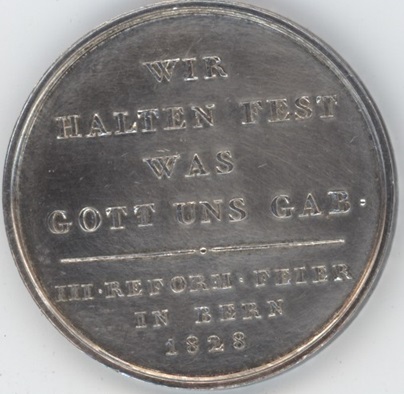 WIR
HALTEN FEST
WAS
GOTT UNS GAB.
III·REFORM·FEIER
IN BERN
1828